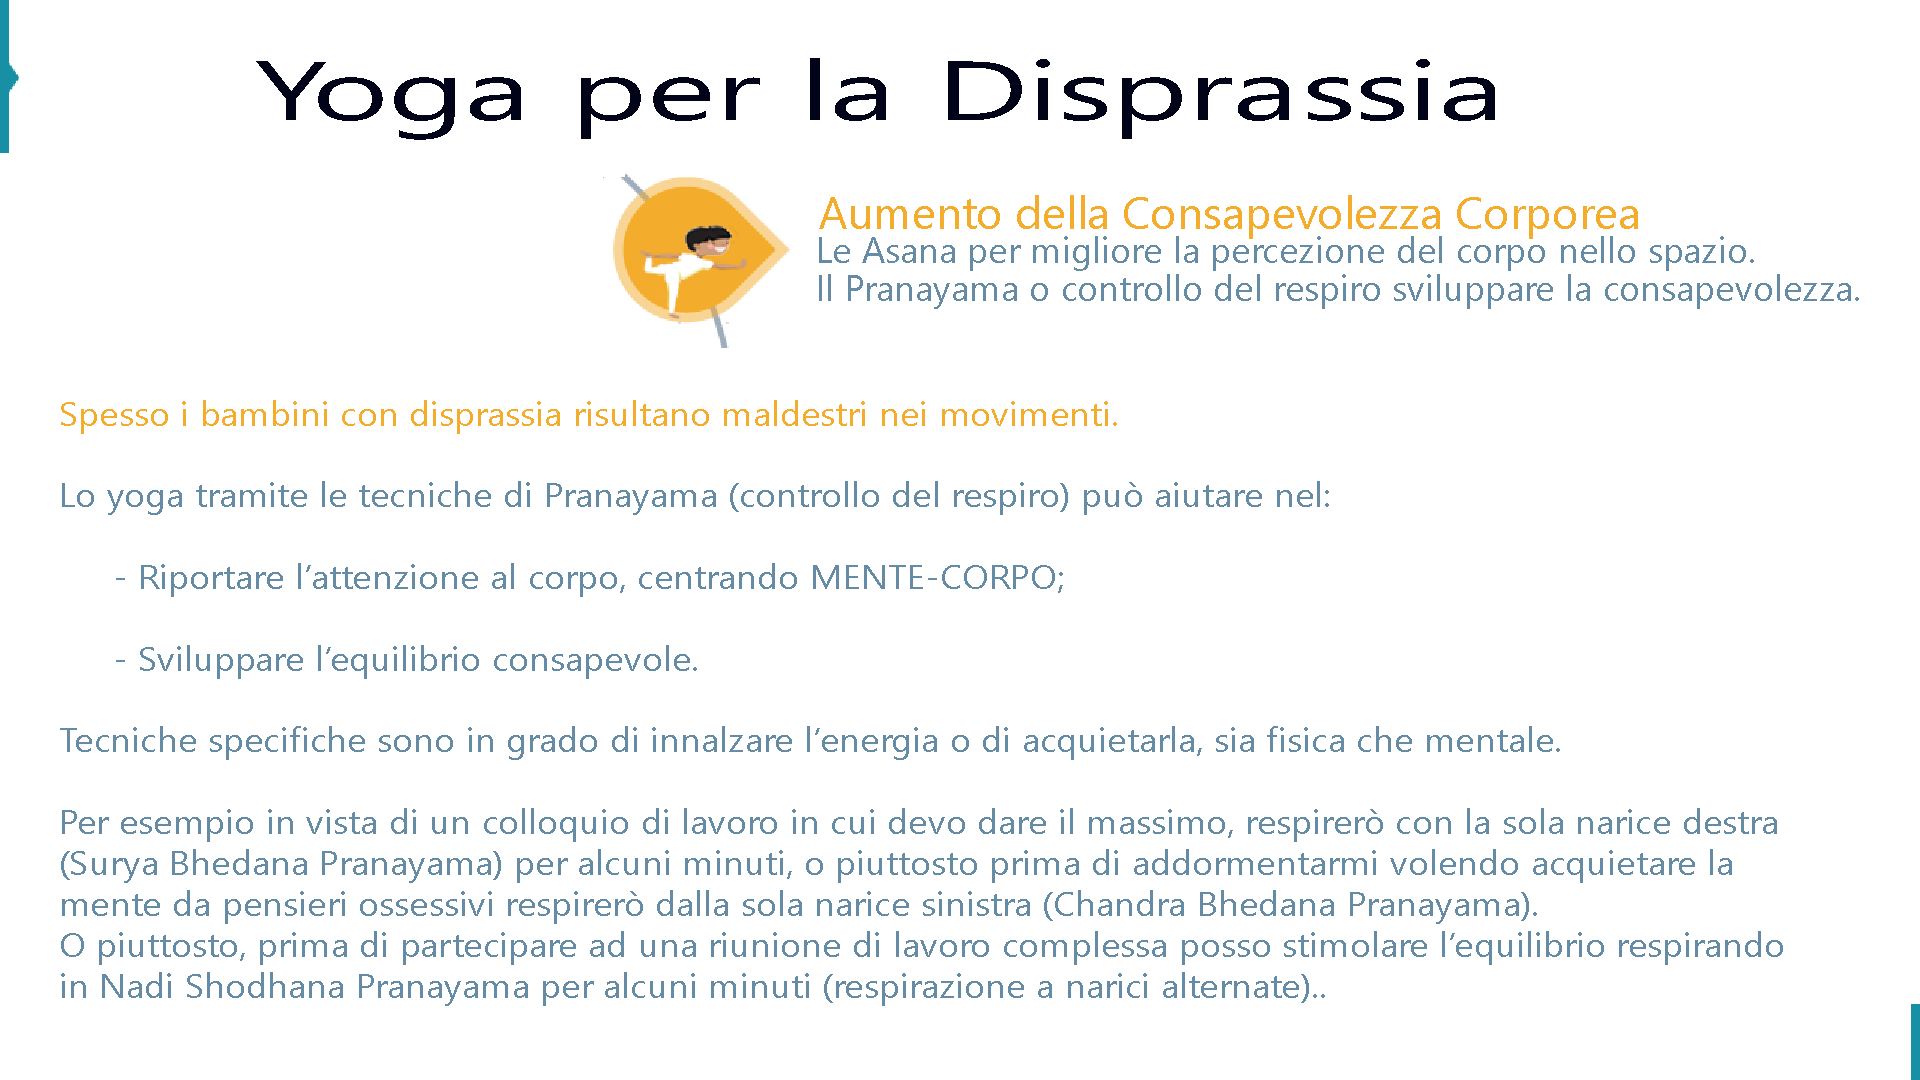 Yoga per la Disprassia
Aumento della Consapevolezza Corporea
Le Asana per migliore la percezione del corpo nello spazio.
Il Pranayama o controllo del respiro sviluppare la consapevolezza.
Spesso i bambini con disprassia risultano maldestri nei movimenti.
Lo yoga tramite le tecniche di Pranayama (controllo del respiro) può aiutare nel:
- Riportare l’attenzione al corpo, centrando MENTE-CORPO;
- Sviluppare l’equilibrio consapevole.
Tecniche specifiche sono in grado di innalzare l’energia o di acquietarla, sia fisica che mentale.
Per esempio in vista di un colloquio di lavoro in cui devo dare il massimo, respirerò con la sola narice destra
(Surya Bhedana Pranayama) per alcuni minuti, o piuttosto prima di addormentarmi volendo acquietare la
mente da pensieri ossessivi respirerò dalla sola narice sinistra (Chandra Bhedana Pranayama).
O piuttosto, prima di partecipare ad una riunione di lavoro complessa posso stimolare l’equilibrio respirando
in Nadi Shodhana Pranayama per alcuni minuti (respirazione a narici alternate)..